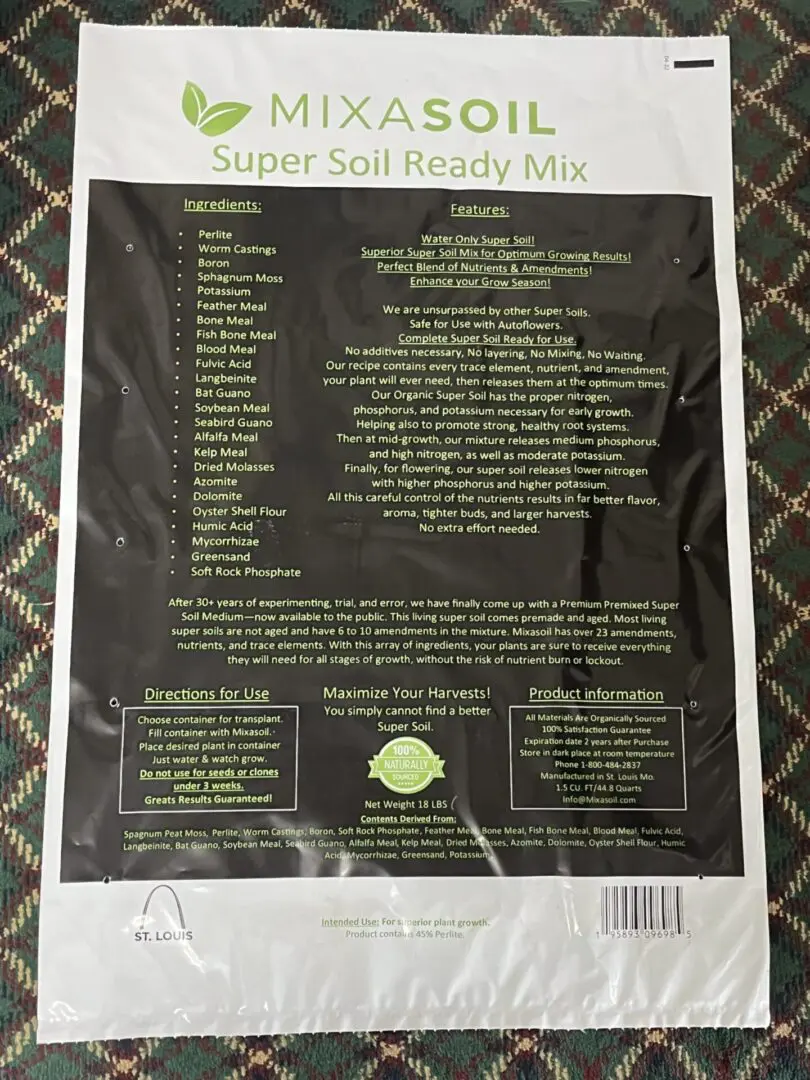 04-22
MIXASOIL
Super Soil Ready Mix
Ingredients:
• Perlite
• Worm Castings
• Boron
• Sphagnum Moss
• Potassium
• Feather Meal
• Bone Meal
• Fish Bone Meal
• Blood Meal
• Fulvic Acid
• Langbeinite
• Bat Guano
• Soybean Meal
• Seabird Guano
• Alfalfa Meal
• Kelp Meal
• Dried Molasses
• Azomite
• Dolomite
• Oyster Shell Flour
• Humic Acid
• Mycorrhizae
• Greensand
• Soft Rock Phosphate
Features:
Water Only Super Soil!
Superior Super Soil Mix for Optimum Growing Results!
Perfect Blend of Nutrients & Amendments!
Enhance your Grow Season!
We are unsurpassed by other Super Soils.
Safe for Use with Autoflowers.
Complete Super Soil Ready for Use.
No additives necessary, No layering, No Mixing, No Waiting.
Our recipe contains every trace element, nutrient, and amendment,
your plant will ever need, then releases them at the optimum times.
Our Organic Super Soil has the proper nitrogen,
phosphorus, and potassium necessary for early growth.
Helping also to promote strong, healthy root systems.
Then at mid-growth, our mixture releases medium phosphorus,
and high nitrogen, as well as moderate potassium.
Finally, for flowering, our super soil releases lower nitrogen
with higher phosphorus and higher potassium.
All this careful control of the nutrients results in far better flavor,
aroma, tighter buds, and larger harvests.
No extra effort needed.
After 30+ years of experimenting, trial, and error, we have finally come up with a Premium Premixed Super
Soil Medium—now available to the public. This living super soil comes premade and aged. Most living
super soils are not aged and have 6 to 10 amendments in the mixture. Mixasoil has over 23 amendments,
nutrients, and trace elements. With this array of ingredients, your plants are sure to receive everything
they will need for all stages of growth, without the risk of nutrient burn or lockout.
Directions for Use
Choose container for transplant.
Fill container with Mixasoil.
Place desired plant in container
Just water & watch grow.
Do not use for seeds or clones
under 3 weeks.
Greats Results Guaranteed!
Maximize Your Harvests!
You simply cannot find a better
Super Soil.
100%
NATURALLY
SOURCED
Net Weight 18 LBS
Product information
All Materials Are Organically Sourced
100% Satisfaction Guarantee
Expiration date 2 years after Purchase
Store in dark place at room temperature
Phone 1-800-484-2837
Manufactured in St. Louis Mo.
1.5 CU. FT/44.8 Quarts
Info@Mixasoil.com
Contents Derived From:
Spagnum Peat Moss, Perlite, Worm Castings, Boron, Soft Rock Phosphate, Feather Meal, Bone Meal, Fish Bone Meal, Blood Meal, Fulvic Acid,
Langbeinite, Bat Guano, Soybean Meal, Seabird Guano, Alfalfa Meal, Kelp Meal, Dried Molasses, Azomite, Dolomite, Oyster Shell Flour, Humic
Acid, Mycorrhizae, Greensand, Potassium,
ST. LOUIS
Intended Use: For superior plant growth.
Product contains 45% Perlite.
1 95893 09698 5